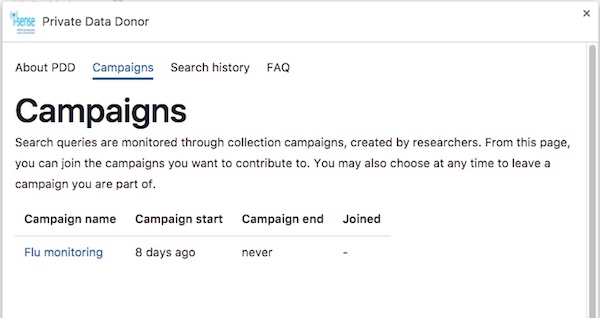 i-sense
Private Data Donor
About PDD Campaigns Search history FAQ
Campaigns
Search queries are monitored through collection campaigns, created by researchers. From this page,
you can join the campaigns you want to contribute to. You may also choose at any time to leave a
campaign you are part of.
Campaign name Campaign start Campaign end Joined
Flu monitoring 8 days ago never -